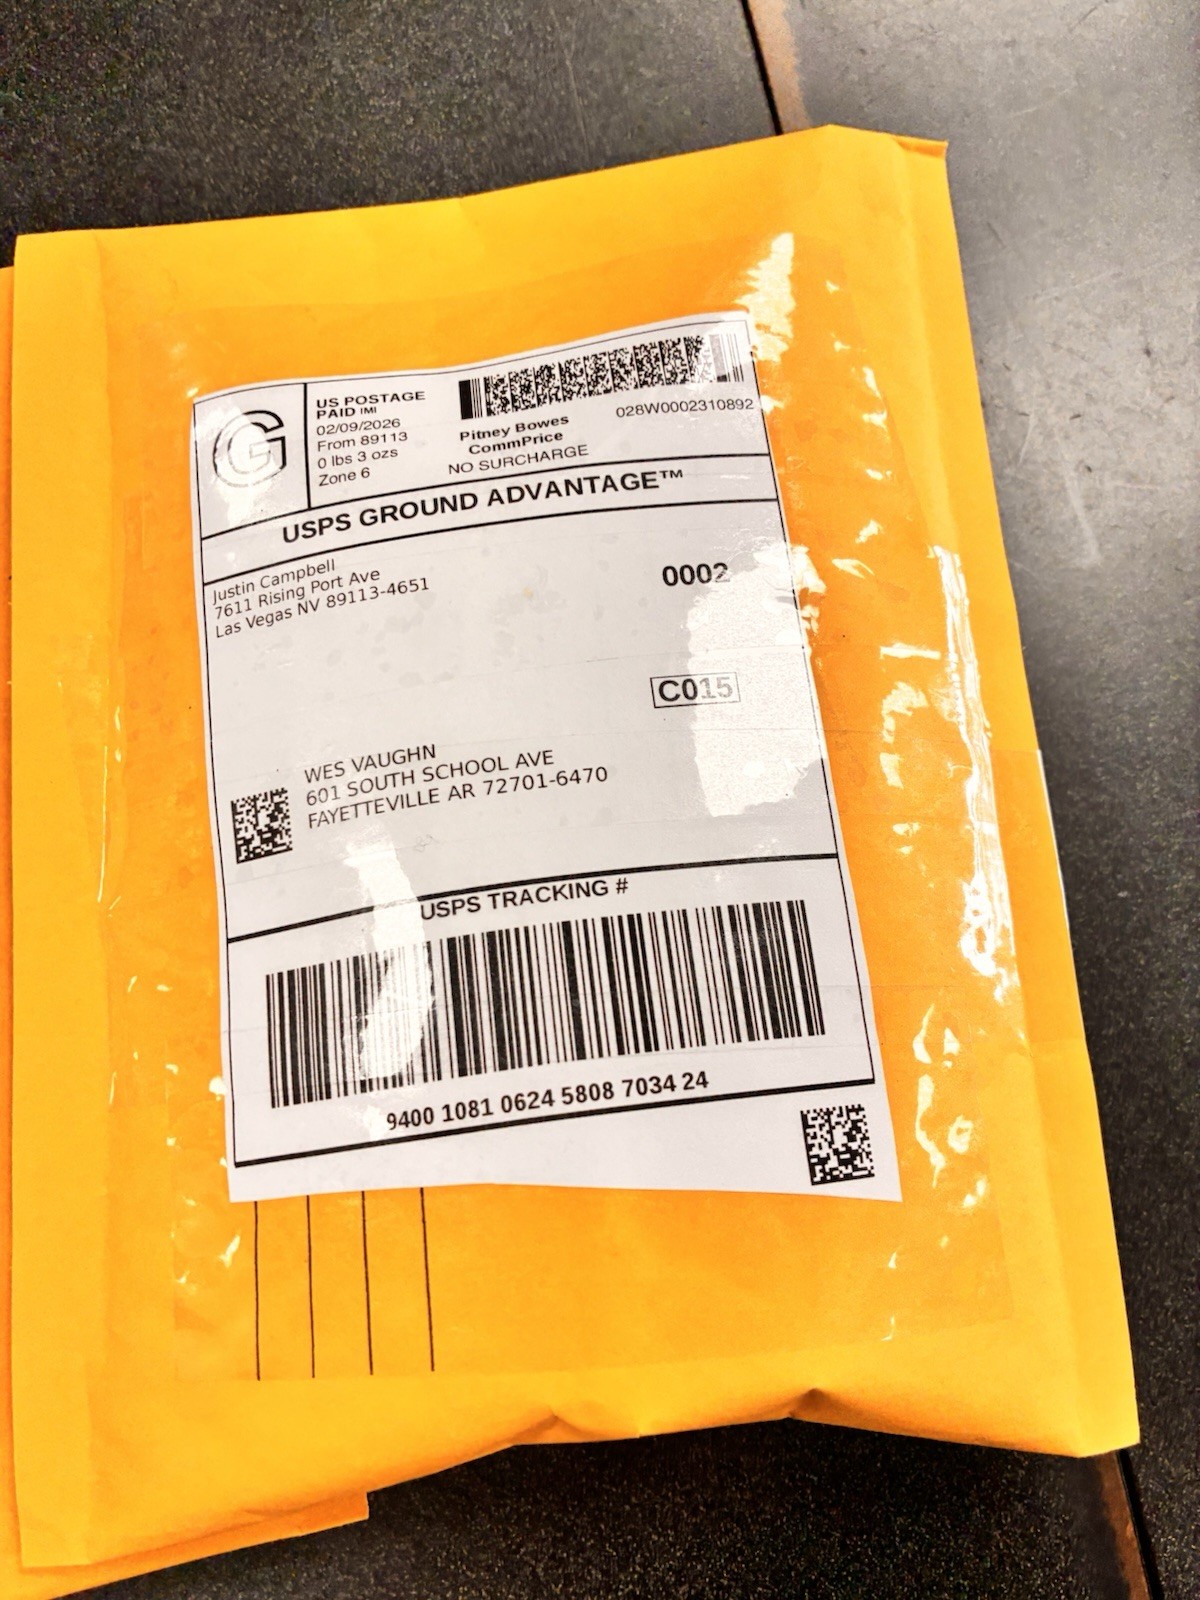 G
US POSTAGE
PAID IMI
02/09/2026
From 89113
0 lbs 3 ozs
Zone 6
Pitney Bowes
CommPrice
NO SURCHARGE
028W0002310892
USPS GROUND ADVANTAGE™
Justin Campbell
7611 Rising Port Ave
Las Vegas NV 89113-4651
0002
C015
WES VAUGHN
601 SOUTH SCHOOL AVE
FAYETTEVILLE AR 72701-6470
USPS TRACKING #
9400 1081 0624 5808 7034 24